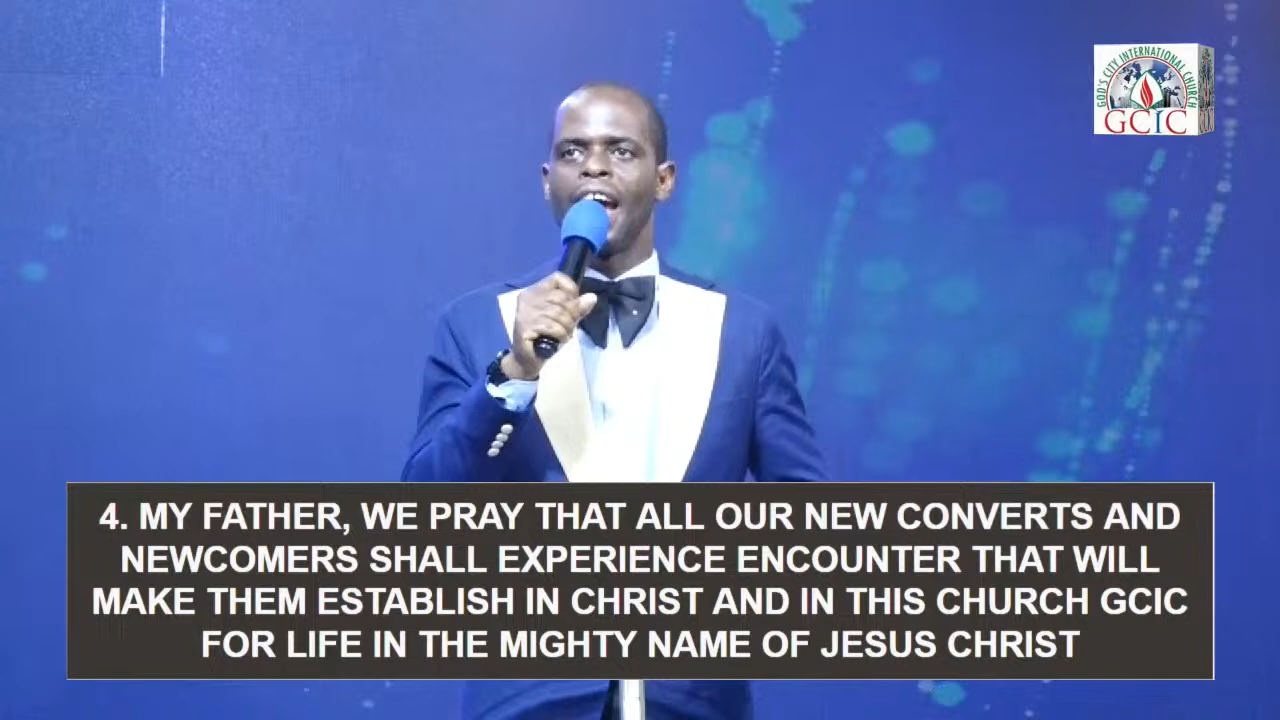 GOD'S CITY INTERNATIONAL CHURCH
GCIC
4. MY FATHER, WE PRAY THAT ALL OUR NEW CONVERTS AND
NEWCOMERS SHALL EXPERIENCE ENCOUNTER THAT WILL
MAKE THEM ESTABLISH IN CHRIST AND IN THIS CHURCH GCIC
FOR LIFE IN THE MIGHTY NAME OF JESUS CHRIST